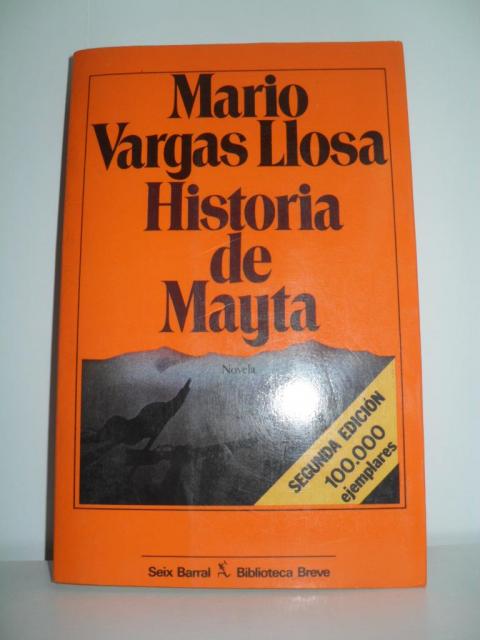 Mario
Vargas Llosa
Historia
de
Mayta
Novela
SEGUNDA EDICIÓN
100.000
ejemplares
Seix Barral Biblioteca Breve